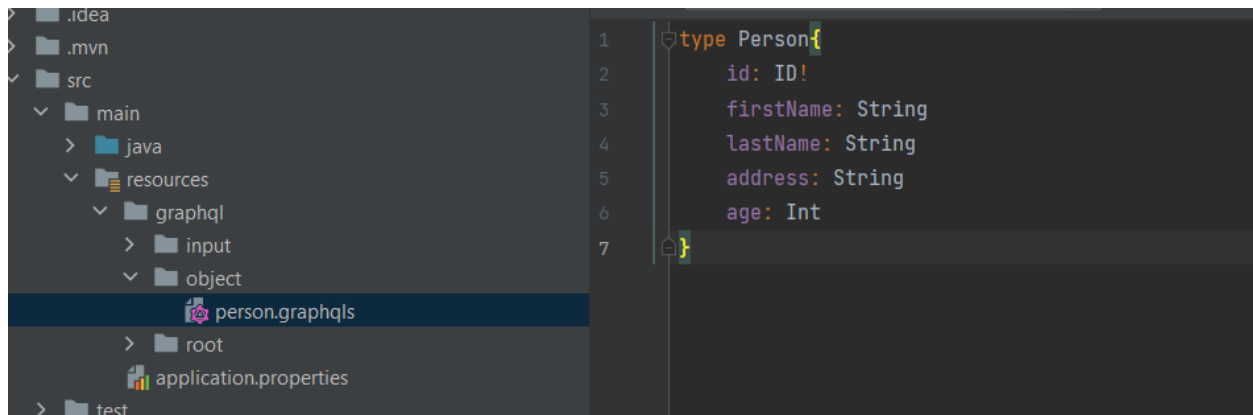 .idea
.mvn
src
main
java
resources
graphql
input
object
person.graphqls
root
application.properties
test
1 type Person{
2 id: ID!
3 firstName: String
4 lastName: String
5 address: String
6 age: Int
7 }